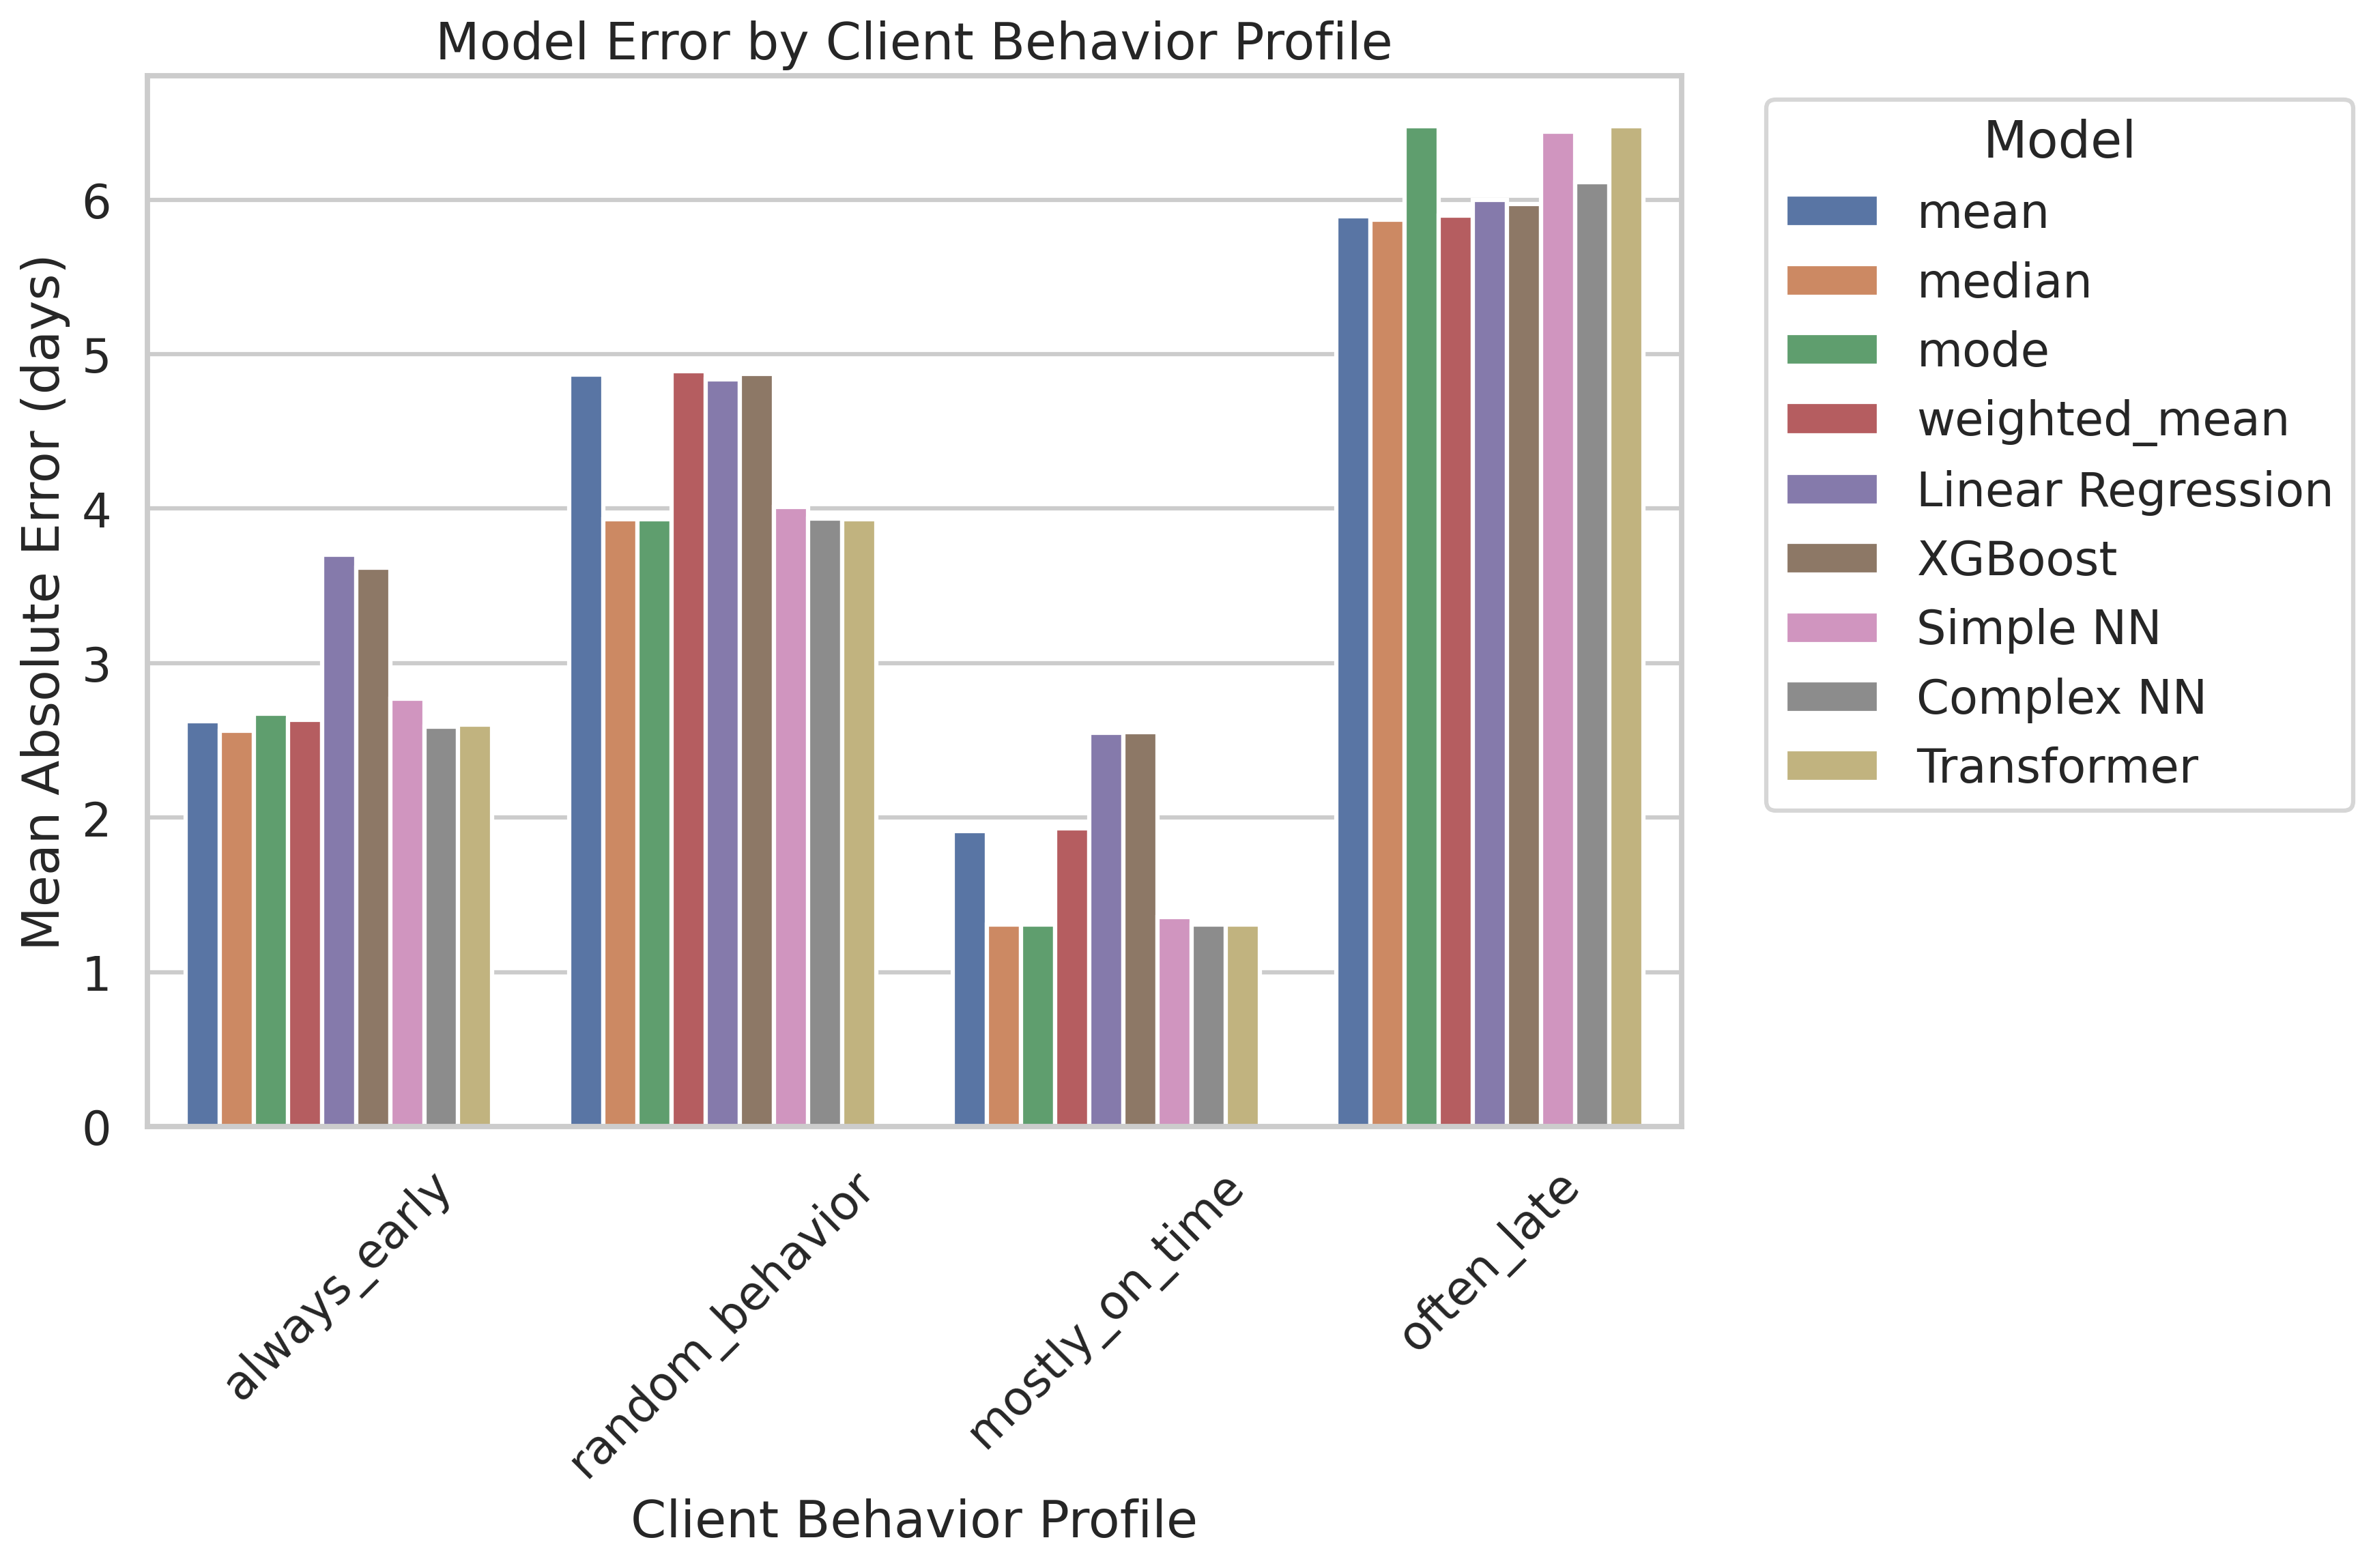 Model Error by Client Behavior Profile
Mean Absolute Error (days)
6
5
4
3
2
1
0
always_early
random_behavior
mostly_on_time
often_late
Client Behavior Profile
Model
mean
median
mode
weighted_mean
Linear Regression
XGBoost
Simple NN
Complex NN
Transformer